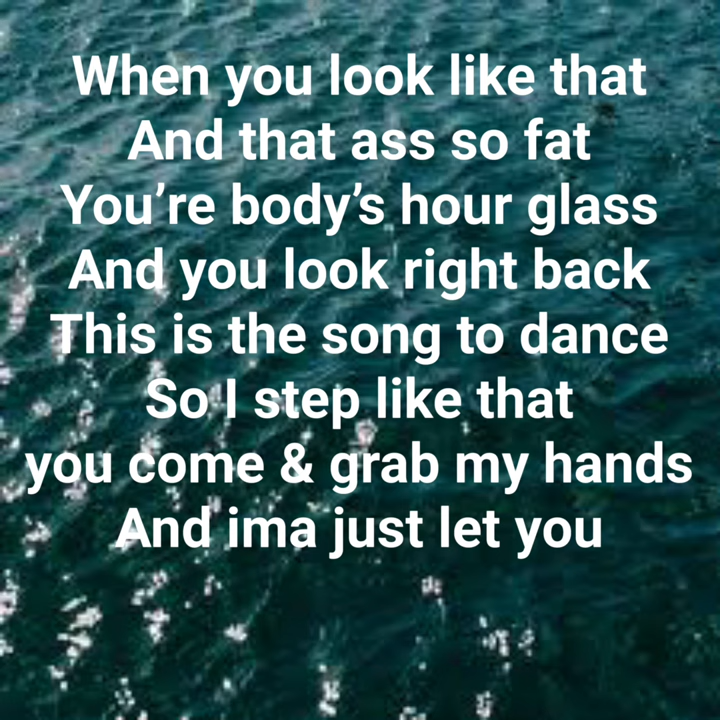 When you look like that
And that ass so fat
You’re body’s hour glass
And you look right back
This is the song to dance
So I step like that
you come & grab my hands
And ima just let you